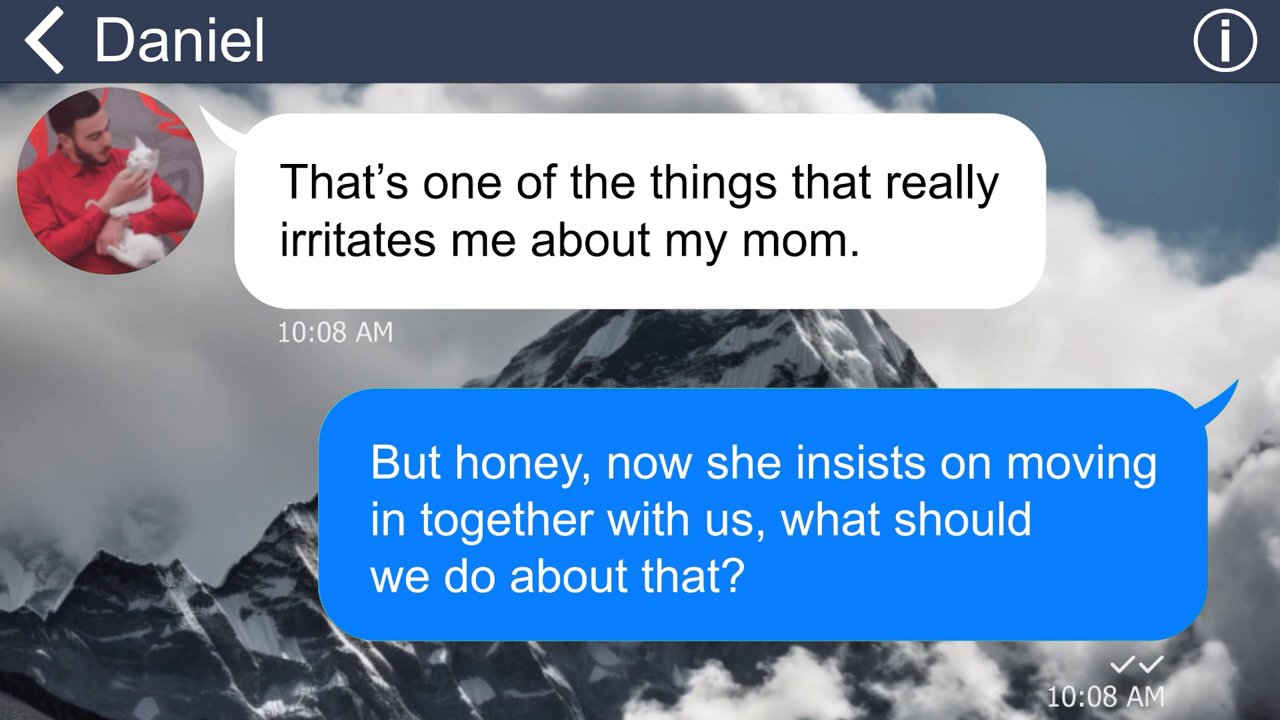 Daniel
That’s one of the things that really
irritates me about my mom.
10:08 AM
But honey, now she insists on moving
in together with us, what should
we do about that?
10:08 AM